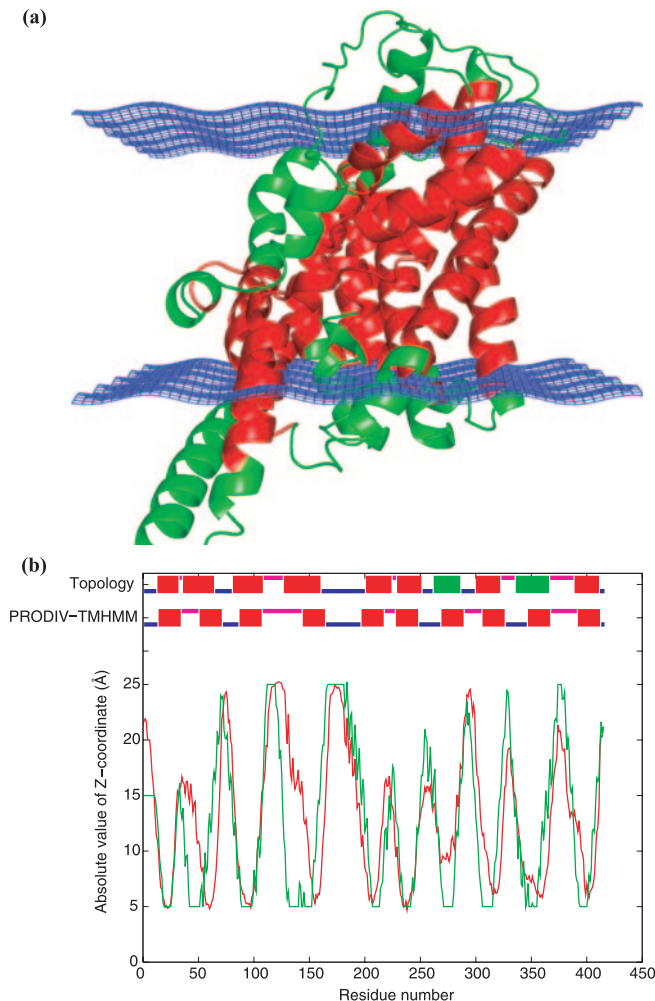 (a)
(b)
Topology
PRODIV−TMHMM
25
20
15
10
5
0 50 100 150 200 250 300 350 400 450
Absolute value of Z−coordinate (Å)
Residue number